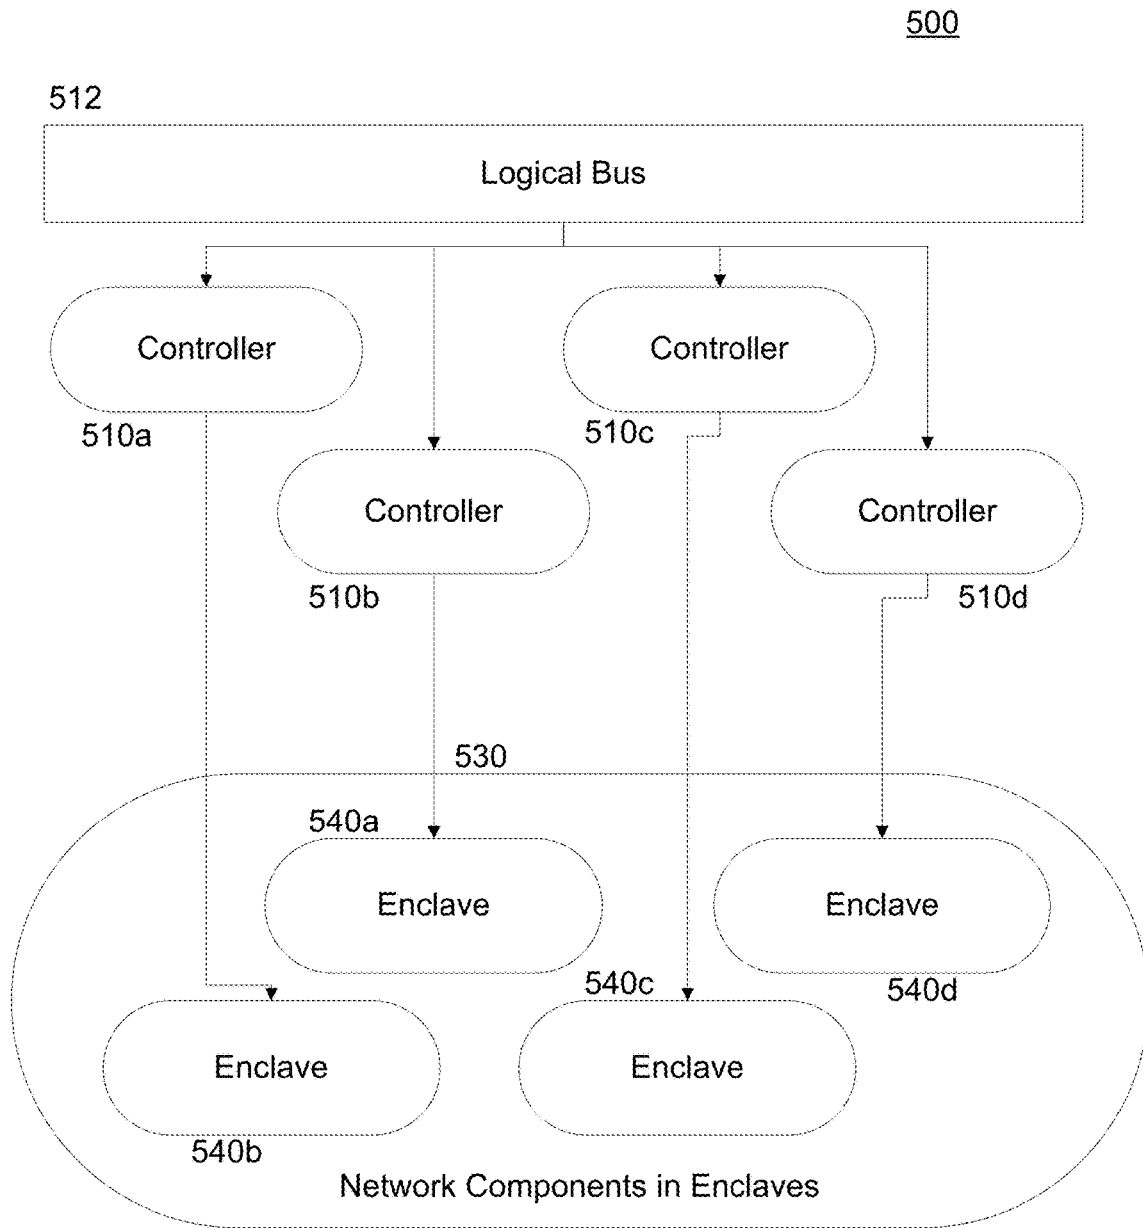 500
512
Logical Bus
Controller
Controller
510a
510c
Controller
Controller
510b
510d
530
540a
Enclave
Enclave
540c
540d
Enclave
Enclave
540b
Network Components in Enclaves